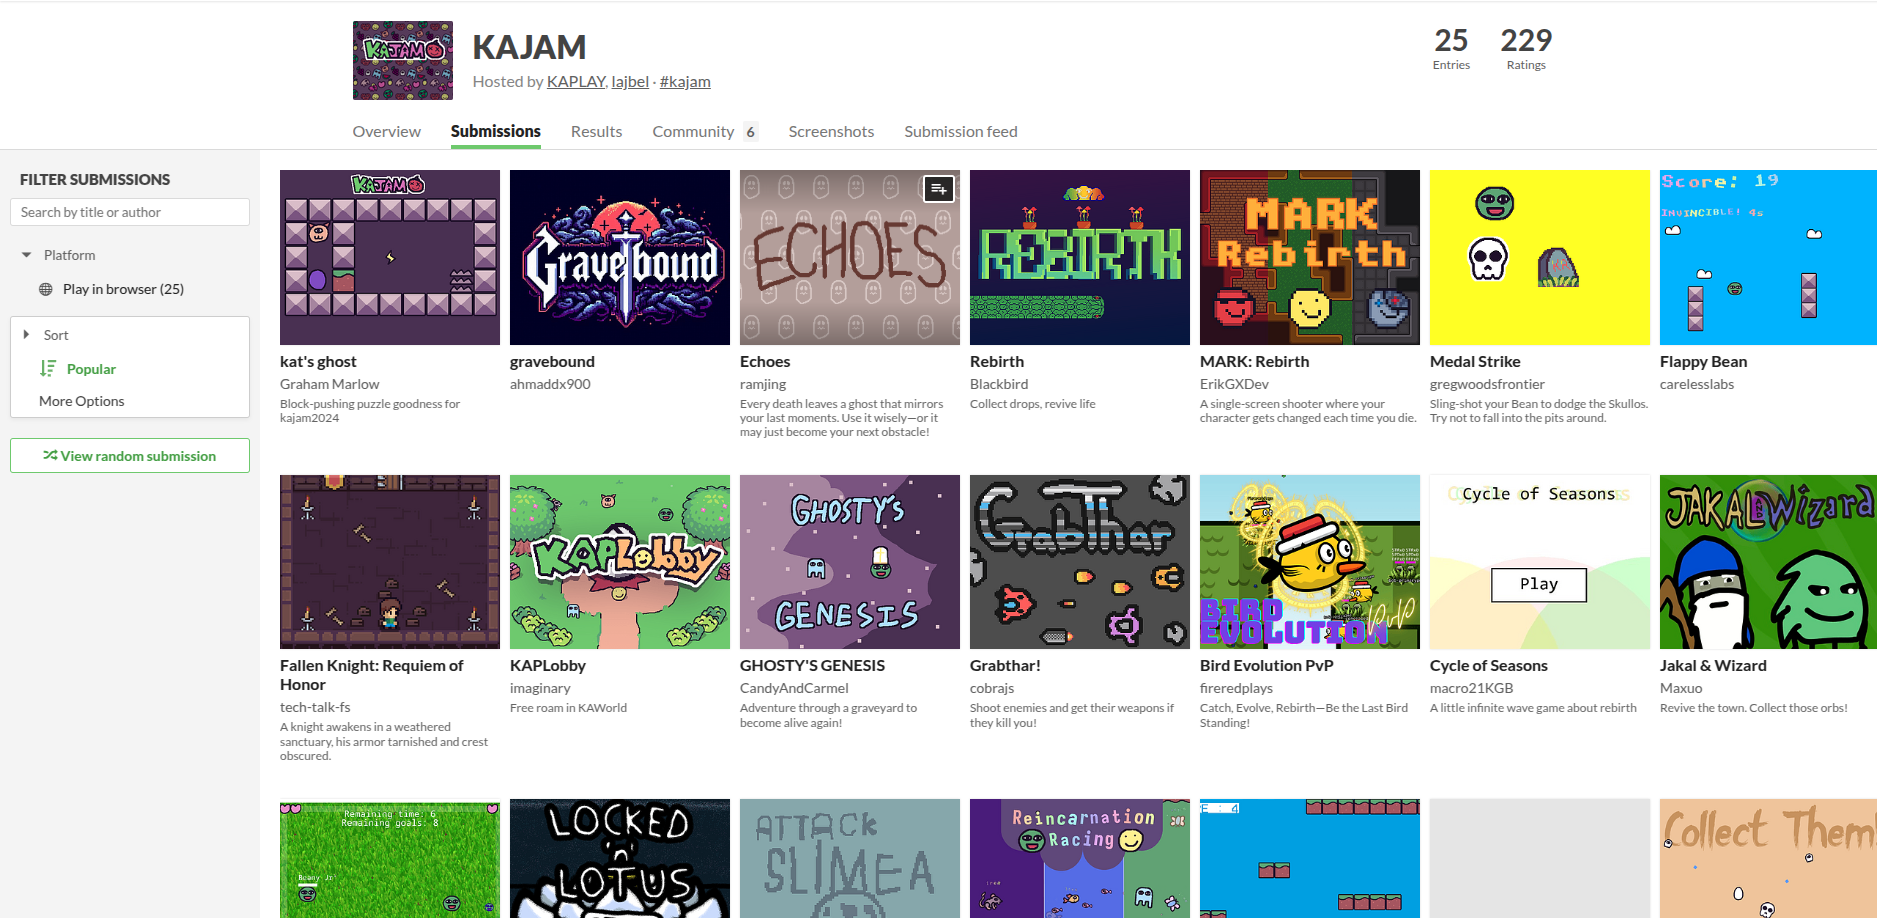 KAJAM
KAJAM
Hosted by KAPLAY, lajbel · #kajam
25
Entries
229
Ratings
Overview
Submissions
Results
Community 6
Screenshots
Submission feed
FILTER SUBMISSIONS
Search by title or author
Platform
Play in browser (25)
Sort
Popular
More Options
View random submission
KAJAM
kat's ghost
Graham Marlow
Block-pushing puzzle goodness for
kajam2024
Gravebound
gravebound
ahmaddx900
ECHOES
Echoes
ramjing
Every death leaves a ghost that mirrors
your last moments. Use it wisely—or it
may just become your next obstacle!
REBIRTH
Rebirth
Blackbird
Collect drops, revive life
MARK
Rebirth
MARK: Rebirth
ErikGXDev
A single-screen shooter where your
character gets changed each time you die.
Medal Strike
gregwoodsfrontier
Sling-shot your Bean to dodge the Skullos.
Try not to fall into the pits around.
Score: 19
INVINCIBLE! 4s
Flappy Bean
carelesslabs
Fallen Knight: Requiem of
Honor
tech-talk-fs
A knight awakens in a weathered
sanctuary, his armor tarnished and crest
obscured.
KAPLobby
KAPLobby
imaginary
Free roam in KAWorld
GHOSTY'S
GENESIS
GHOSTY'S GENESIS
CandyAndCarmel
Adventure through a graveyard to
become alive again!
GrabThar
Grabthar!
cobrajs
Shoot enemies and get their weapons if
they kill you!
BIRD
EVOLUTION
PvP
Bird Evolution PvP
fireredplays
Catch, Evolve, Rebirth—Be the Last Bird
Standing!
Cycle of Seasons
Play
Cycle of Seasons
macro21KGB
A little infinite wave game about rebirth
JAKAL AND Wizard
Jakal & Wizard
Maxuo
Revive the town. Collect those orbs!
Remaining time: 6
Remaining goals: 8
Beany Jr
LOCKED
LOTUS
ATTACK
SLIMEA
Reincarnation
Racing
Collect Them